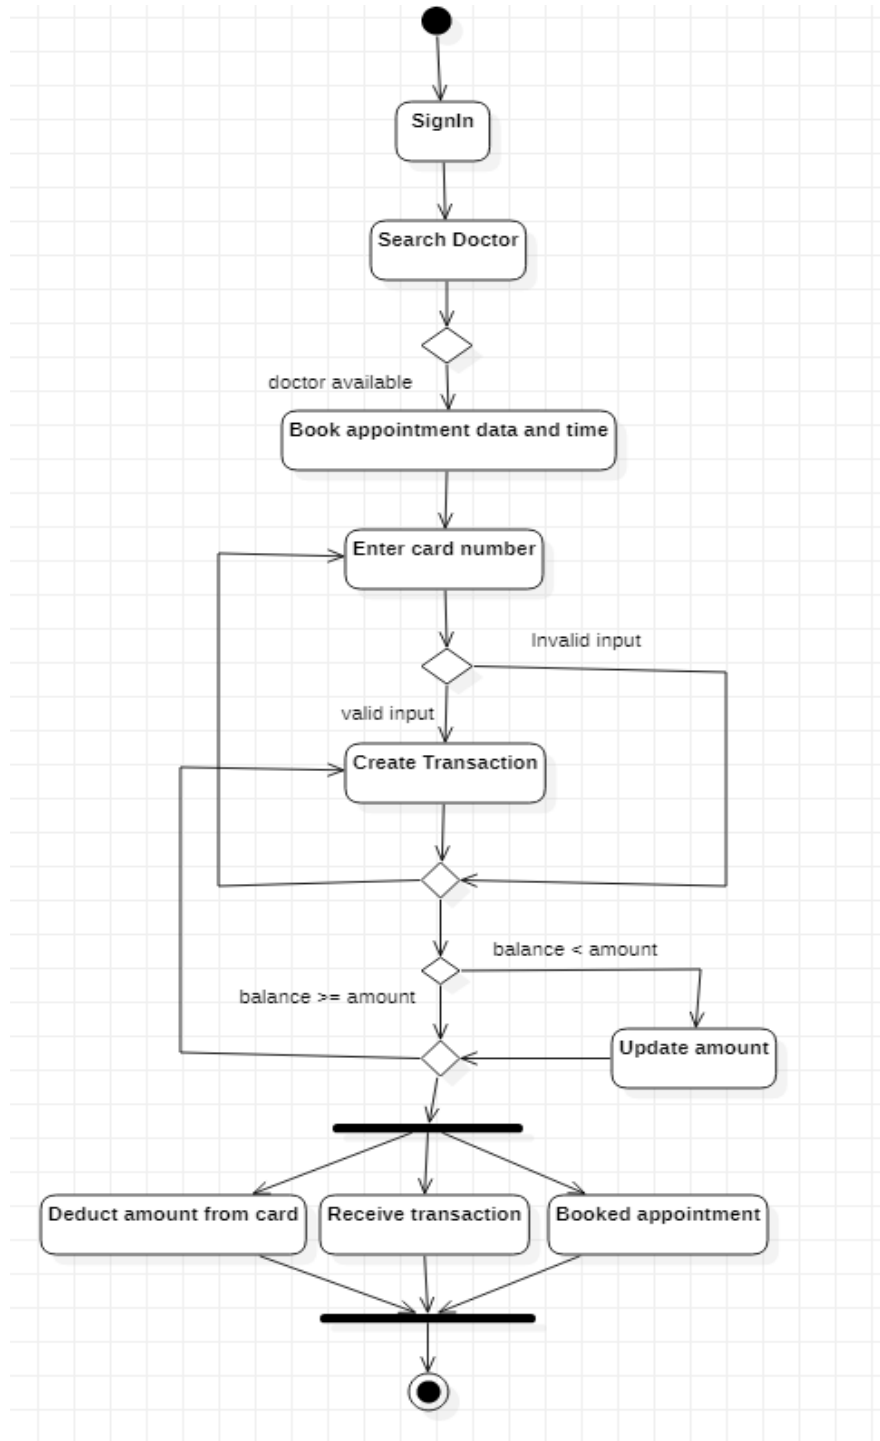 SignIn
Search Doctor
doctor available
Book appointment data and time
Enter card number
Invalid input
valid input
Create Transaction
balance < amount
balance >= amount
Update amount
Deduct amount from card
Receive transaction
Booked appointment